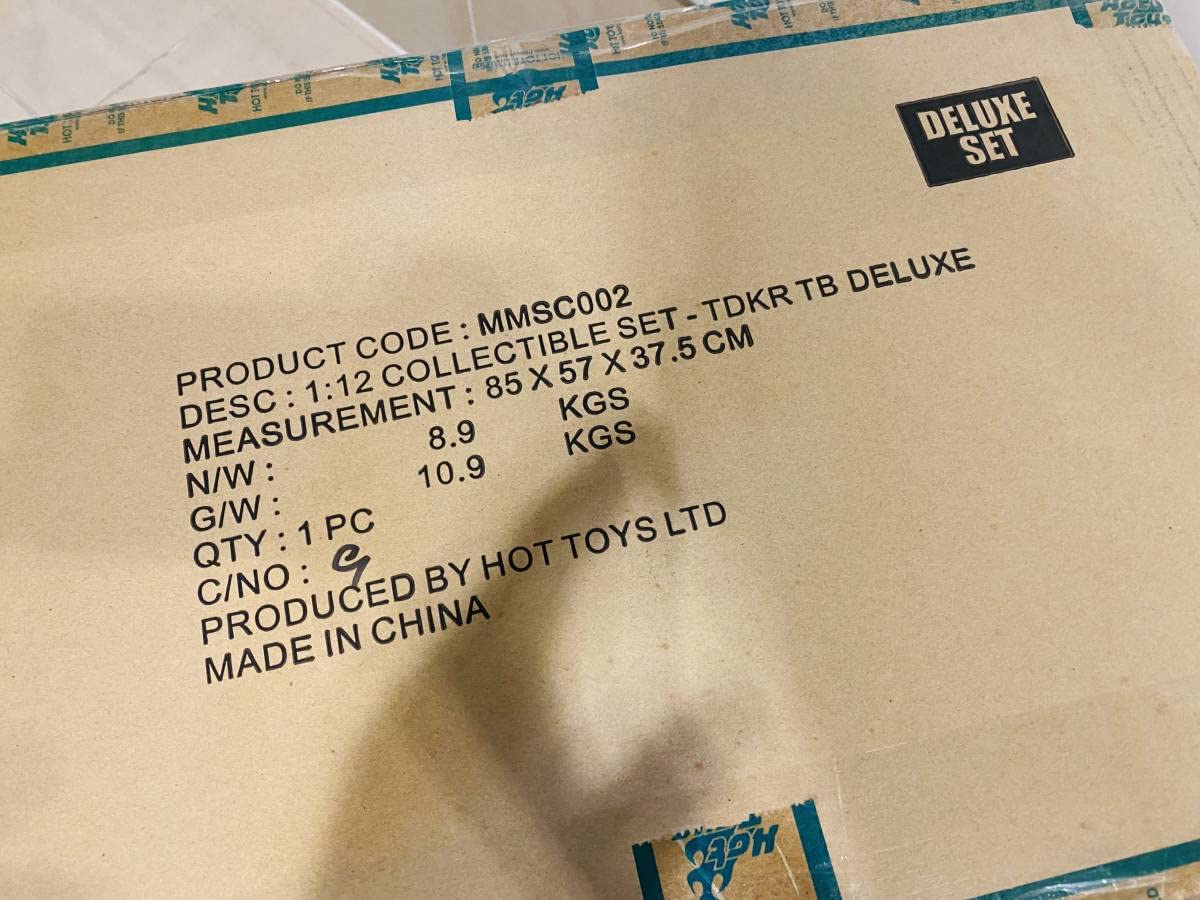 DELUXE
SET
PRODUCT CODE : MMSC002
DESC : 1:12 COLLECTIBLE SET - TDKR TB DELUXE
MEASUREMENT : 85 X 57 X 37.5 CM
N/W : 8.9 KGS
G/W : 10.9 KGS
QTY : 1 PC
C/NO : 9
PRODUCED BY HOT TOYS LTD
MADE IN CHINA
Hot